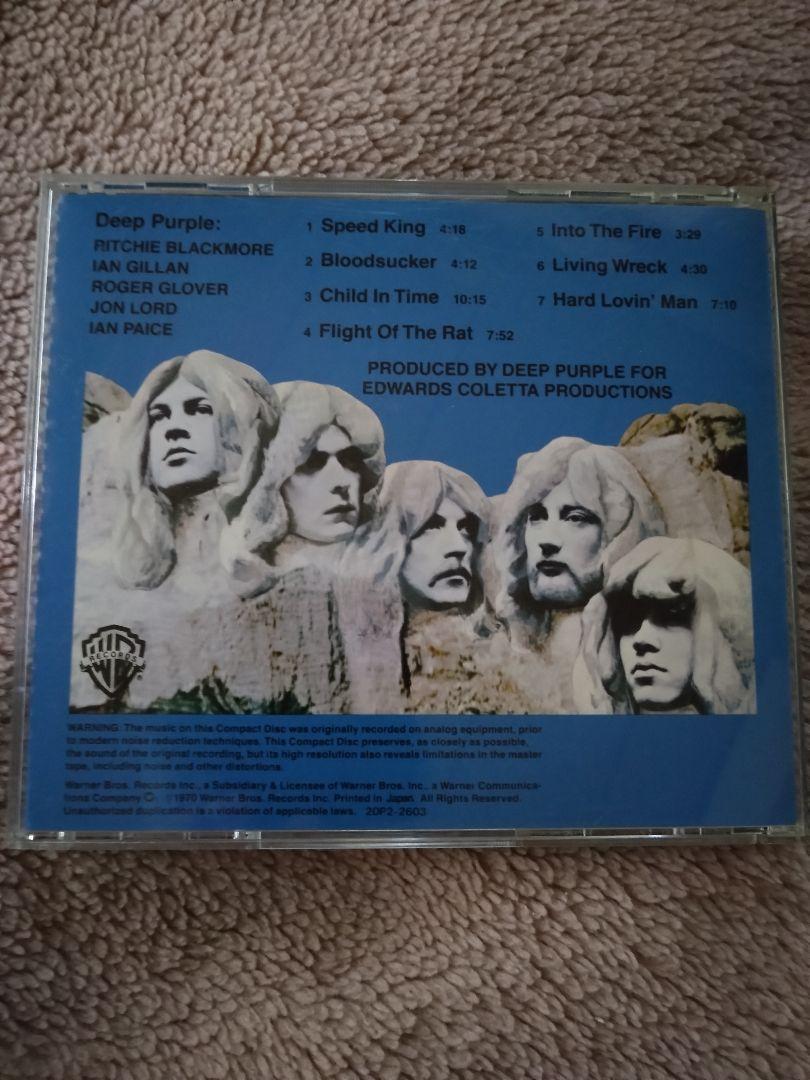 Deep Purple:
RITCHIE BLACKMORE
IAN GILLAN
ROGER GLOVER
JON LORD
IAN PAICE
1 Speed King 4:18
2 Bloodsucker 4:12
3 Child In Time 10:15
4 Flight Of The Rat 7:52
5 Into The Fire 3:29
6 Living Wreck 4:30
7 Hard Lovin' Man 7:10
PRODUCED BY DEEP PURPLE FOR
EDWARDS COLETTA PRODUCTIONS
WB
RECORDS
®
WARNING: The music on this Compact Disc was originally recorded on analog equipment, prior
to modern noise reduction techniques. This Compact Disc preserves, as closely as possible,
the sound of the original recording, but its high resolution also reveals limitations in the master
tape, including noise and other distortions.
Warner Bros. Records Inc., a Subsidiary & Licensee of Warner Bros. Inc., a Warner Communica-
tions Company ©1970 Warner Bros. Records Inc. Printed in Japan. All Rights Reserved.
Unauthorized duplication is a violation of applicable laws. 20P2-2603